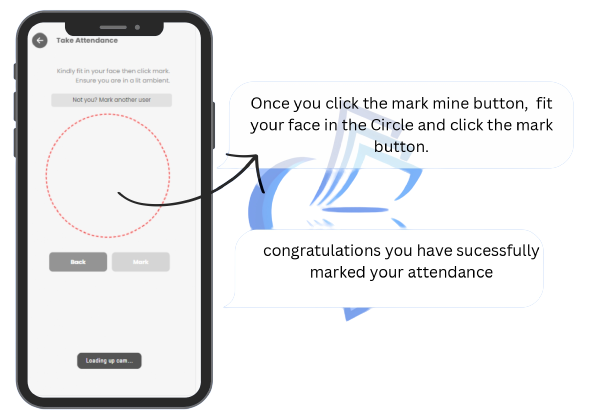 Take Attendance
Kindly fit in your face then click mark.
Ensure you are in a lit ambient.
Not you? Mark another user
Back
Mark
Loading up cam...
Once you click the mark mine button, fit
your face in the Circle and click the mark
button.
congratulations you have sucessfully
marked your attendance